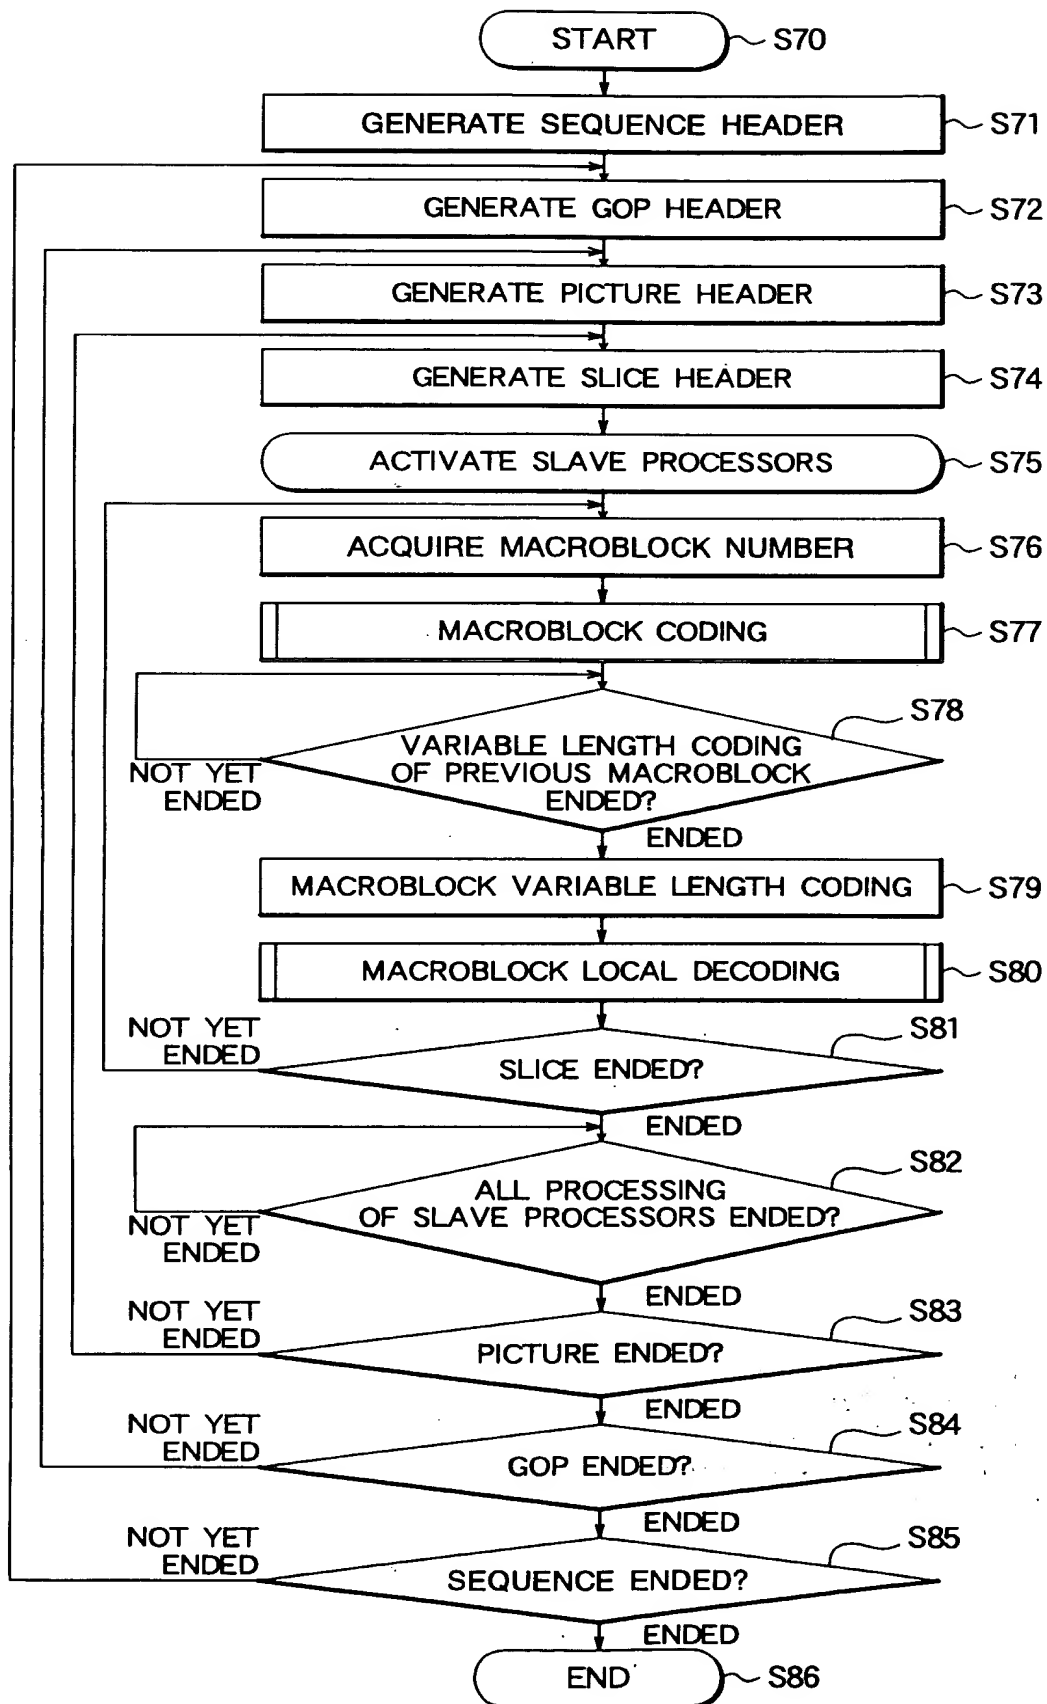 START
S70
GENERATE SEQUENCE HEADER
S71
GENERATE GOP HEADER
S72
GENERATE PICTURE HEADER
S73
GENERATE SLICE HEADER
S74
ACTIVATE SLAVE PROCESSORS
S75
ACQUIRE MACROBLOCK NUMBER
S76
MACROBLOCK CODING
S77
S78
VARIABLE LENGTH CODING
OF PREVIOUS MACROBLOCK
ENDED?
NOT YET
ENDED
ENDED
MACROBLOCK VARIABLE LENGTH CODING
S79
MACROBLOCK LOCAL DECODING
S80
NOT YET
ENDED
S81
SLICE ENDED?
ENDED
S82
ALL PROCESSING
OF SLAVE PROCESSORS ENDED?
NOT YET
ENDED
ENDED
NOT YET
ENDED
S83
PICTURE ENDED?
ENDED
NOT YET
ENDED
S84
GOP ENDED?
ENDED
NOT YET
ENDED
S85
SEQUENCE ENDED?
ENDED
END
S86